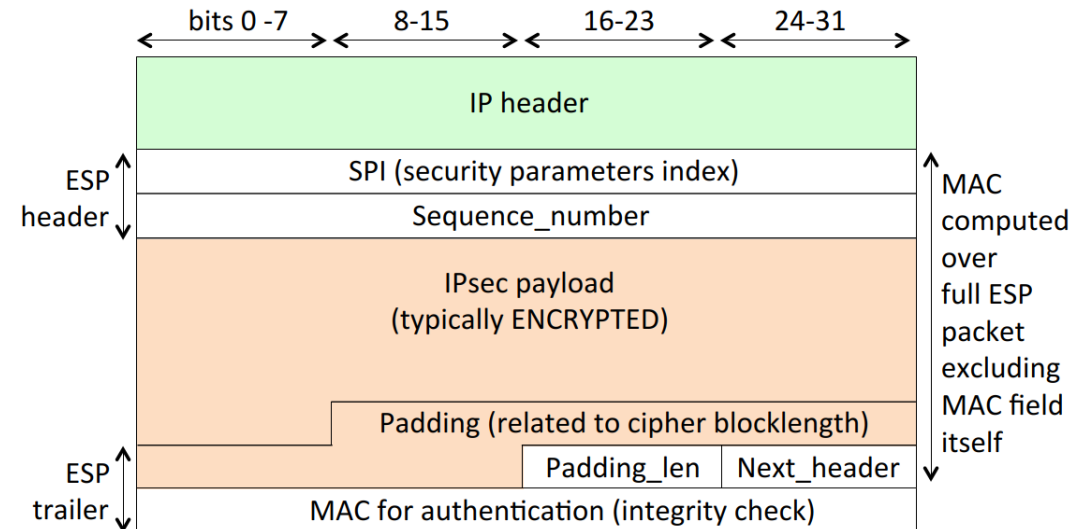 bits 0 -7
8-15
16-23
24-31
IP header
ESP
header
SPI (security parameters index)
Sequence_number
IPsec payload
(typically ENCRYPTED)
Padding (related to cipher blocklength)
Padding_len
Next_header
ESP
trailer
MAC for authentication (integrity check)
MAC
computed
over
full ESP
packet
excluding
MAC field
itself